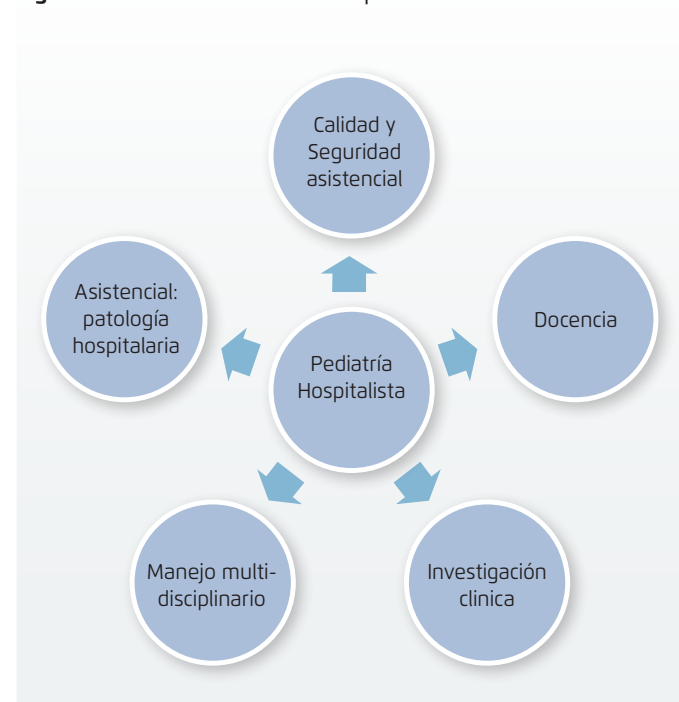 Calidad y
Seguridad
asistencial
Asistencial:
patología
hospitalaria
Docencia
Pediatría
Hospitalista
Manejo multi-
disciplinario
Investigación
clinica